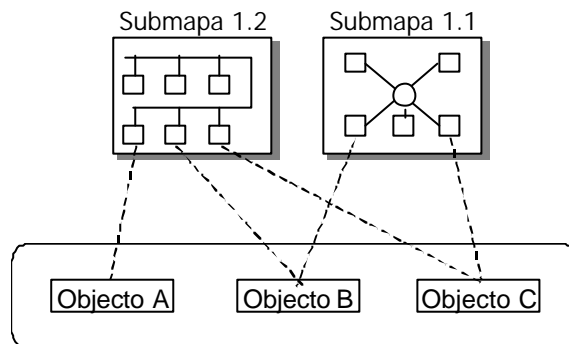 Submapa 1.2
Submapa 1.1
Objecto A
Objecto B
Objecto C